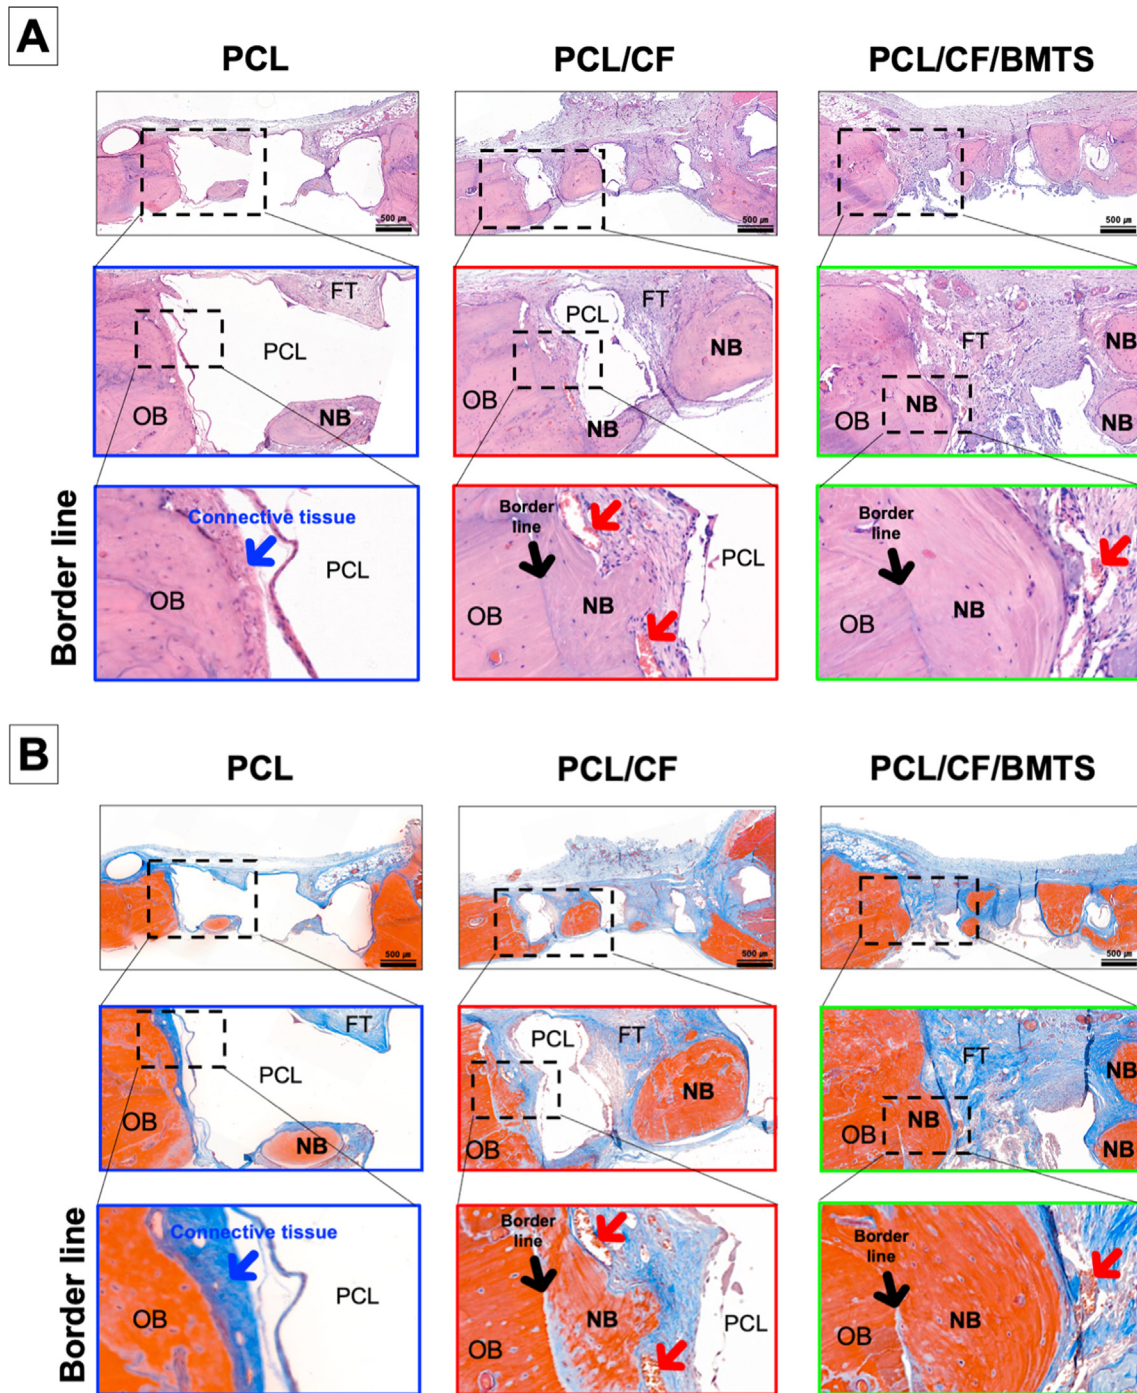 A
PCL PCL/CF PCL/CF/BMTS
500 µm 500 µm 500 µm
FT PCL OB NB
PCL FT NB OB NB
FT NB NB OB NB
Border line
Connective tissue OB PCL
Border line PCL OB NB
Border line OB NB
B
PCL PCL/CF PCL/CF/BMTS
500 µm 500 µm 500 µm
FT PCL OB NB
PCL FT NB OB
FT NB NB OB NB
Border line
Connective tissue PCL OB
Border line NB OB PCL
Border line NB OB